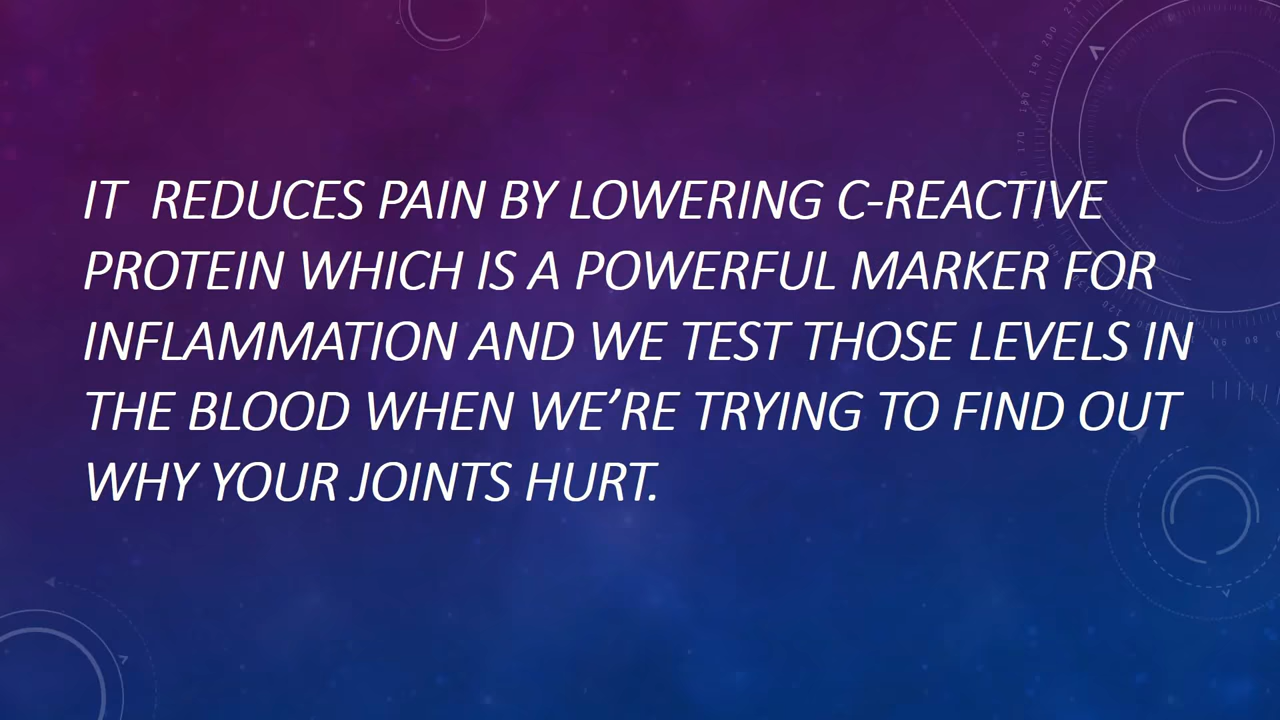 IT  REDUCES PAIN BY LOWERING C-REACTIVE
PROTEIN WHICH IS A POWERFUL MARKER FOR
INFLAMMATION AND WE TEST THOSE LEVELS IN
THE BLOOD WHEN WE’RE TRYING TO FIND OUT
WHY YOUR JOINTS HURT.